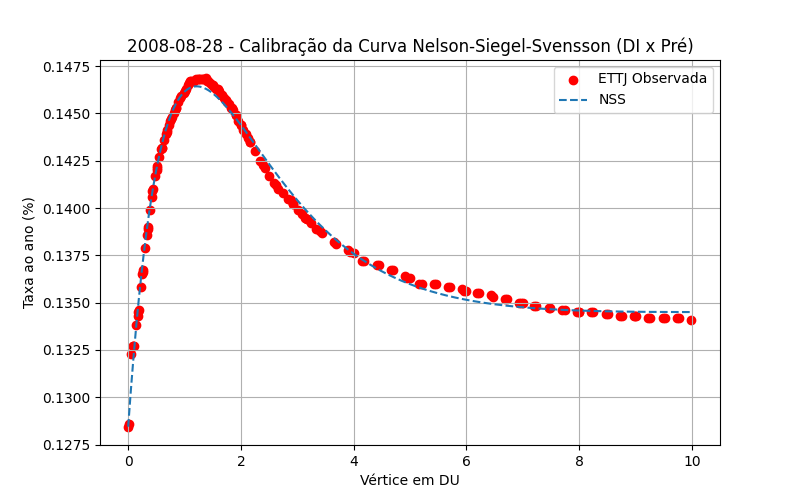 2008-08-28 - Calibração da Curva Nelson-Siegel-Svensson (DI x Pré)
ETTJ Observada
NSS
Taxa ao ano (%)
0.1475
0.1450
0.1425
0.1400
0.1375
0.1350
0.1325
0.1300
0.1275
0 2 4 6 8 10
Vértice em DU